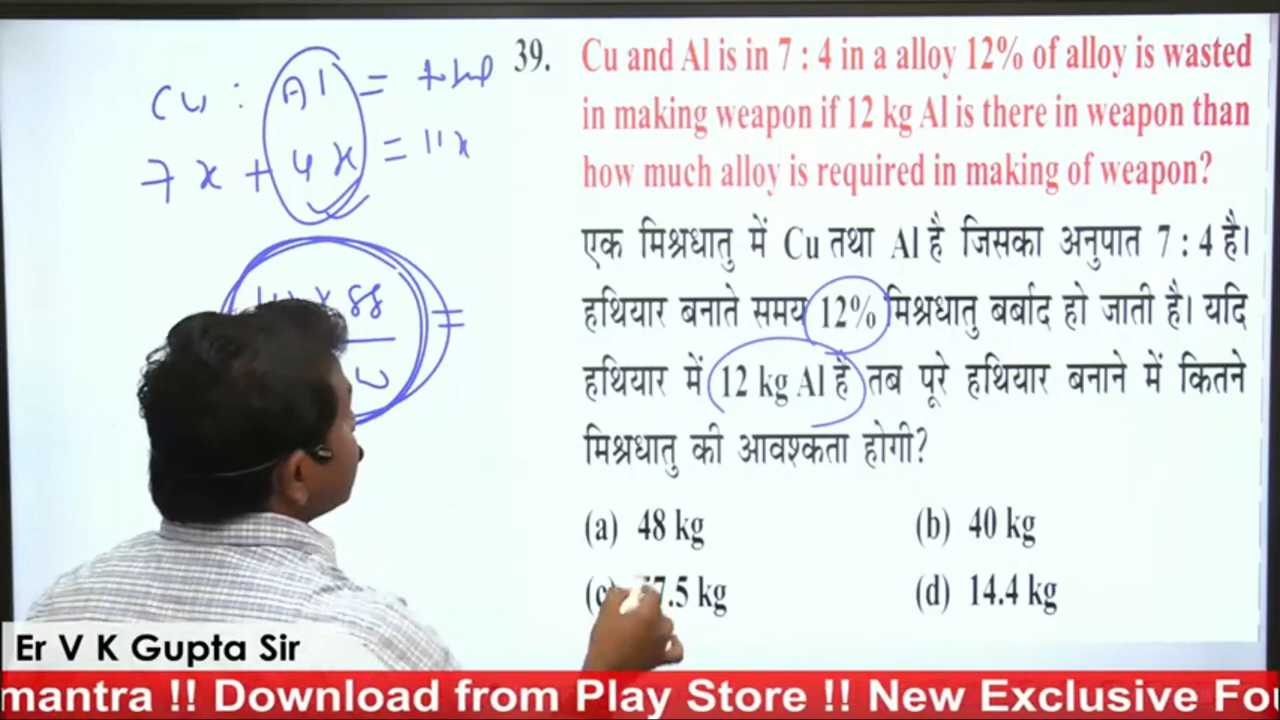 Cu : Al =
7x + 4x = 11x
88 =
39. Cu and Al is in 7 : 4 in a alloy 12% of alloy is wasted
in making weapon if 12 kg Al is there in weapon than
how much alloy is required in making of weapon?
एक मिश्रधातु में Cu तथा Al है जिसका अनुपात 7 : 4 है।
हथियार बनाते समय 12% मिश्रधातु बर्बाद हो जाती है। यदि
हथियार में 12 kg Al है तब पूरे हथियार बनाने में कितने
मिश्रधातु की आवश्कता होगी?
(a) 48 kg (b) 40 kg
7.5 kg (d) 14.4 kg
Er V K Gupta Sir
mantra !! Download from Play Store !! New Exclusive Fou